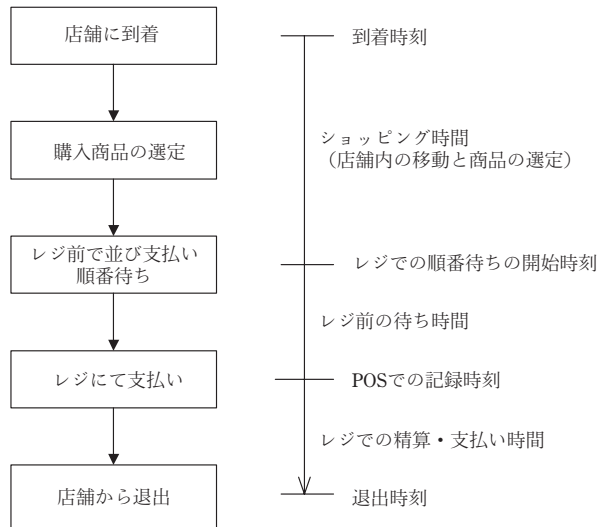 店舗に到着
到着時刻
購入商品の選定
ショッピング時間
（店舗内の移動と商品の選定）
レジ前で並び支払い
順番待ち
レジでの順番待ちの開始時刻
レジ前の待ち時間
レジにて支払い
POSでの記録時刻
レジでの精算・支払い時間
店舗から退出
退出時刻